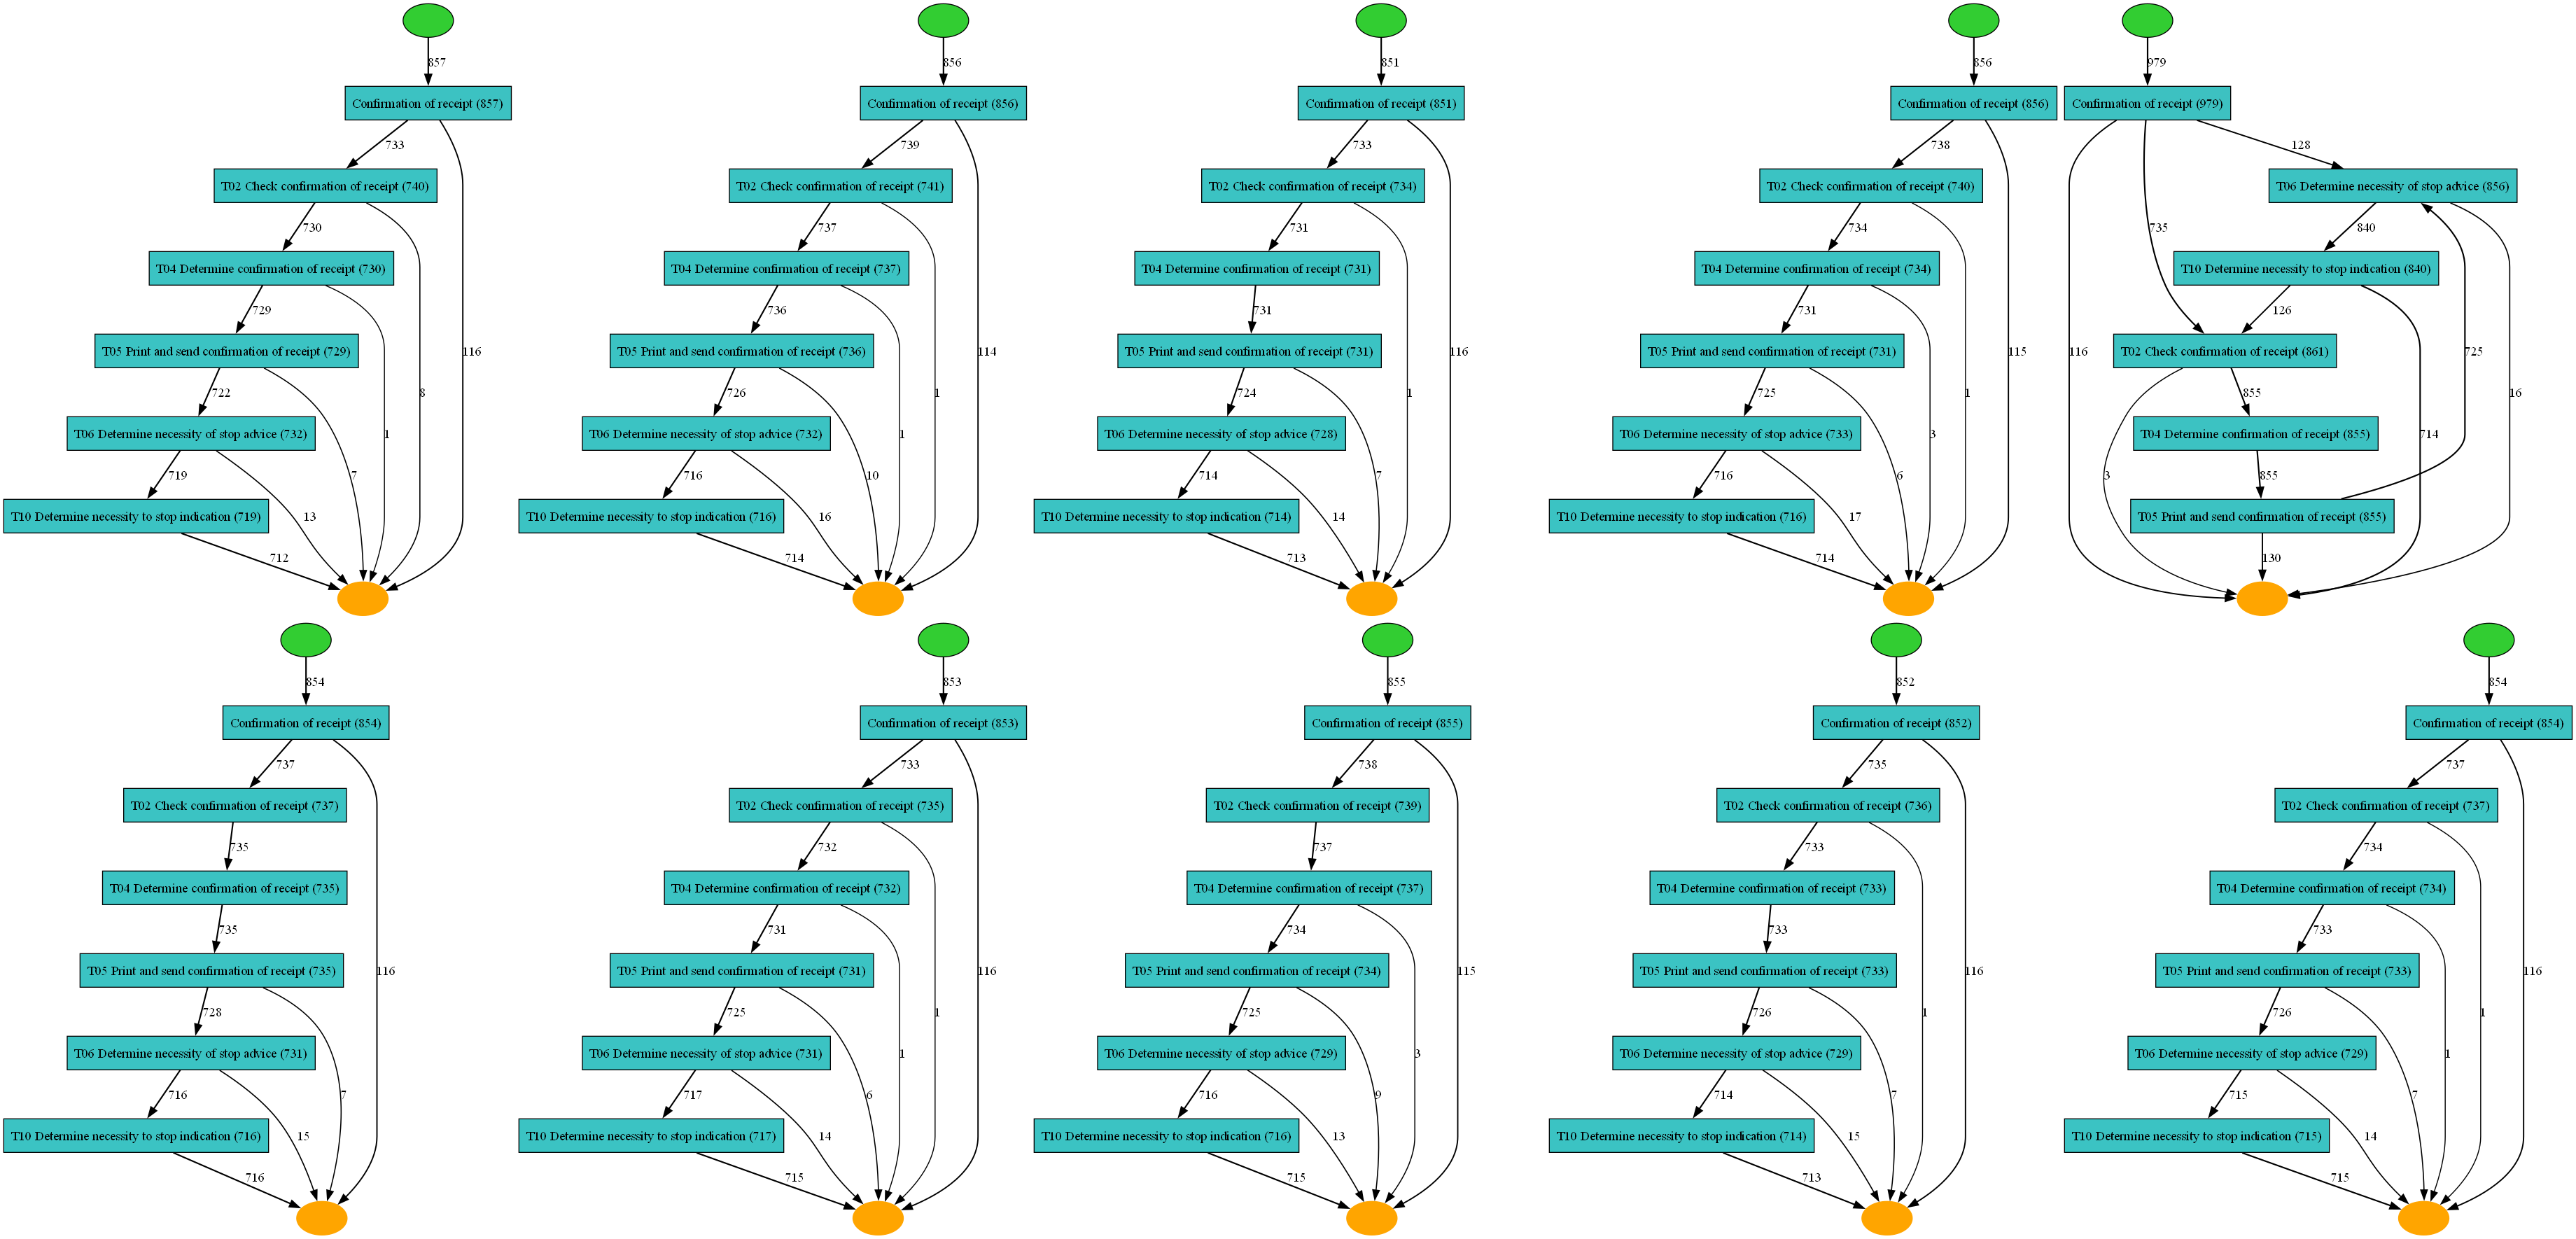 857
Confirmation of receipt (857)
733
T02 Check confirmation of receipt (740)
730
T04 Determine confirmation of receipt (730)
729
T05 Print and send confirmation of receipt (729)
722
T06 Determine necessity of stop advice (732)
719
T10 Determine necessity to stop indication (719)
712
13
7
1
8
116
856
Confirmation of receipt (856)
739
T02 Check confirmation of receipt (741)
737
T04 Determine confirmation of receipt (737)
736
T05 Print and send confirmation of receipt (736)
726
T06 Determine necessity of stop advice (732)
716
T10 Determine necessity to stop indication (716)
714
16
10
1
1
114
851
Confirmation of receipt (851)
733
T02 Check confirmation of receipt (734)
731
T04 Determine confirmation of receipt (731)
731
T05 Print and send confirmation of receipt (731)
724
T06 Determine necessity of stop advice (728)
714
T10 Determine necessity to stop indication (714)
713
14
7
1
116
856
Confirmation of receipt (856)
738
T02 Check confirmation of receipt (740)
734
T04 Determine confirmation of receipt (734)
731
T05 Print and send confirmation of receipt (731)
725
T06 Determine necessity of stop advice (733)
716
T10 Determine necessity to stop indication (716)
714
17
6
3
1
115
979
Confirmation of receipt (979)
128
T06 Determine necessity of stop advice (856)
735
840
T10 Determine necessity to stop indication (840)
126
T02 Check confirmation of receipt (861)
116
725
16
855
T04 Determine confirmation of receipt (855)
714
3
855
T05 Print and send confirmation of receipt (855)
130
854
Confirmation of receipt (854)
737
T02 Check confirmation of receipt (737)
735
T04 Determine confirmation of receipt (735)
735
T05 Print and send confirmation of receipt (735)
728
T06 Determine necessity of stop advice (731)
716
T10 Determine necessity to stop indication (716)
716
15
7
116
853
Confirmation of receipt (853)
733
T02 Check confirmation of receipt (735)
732
T04 Determine confirmation of receipt (732)
731
T05 Print and send confirmation of receipt (731)
725
T06 Determine necessity of stop advice (731)
717
T10 Determine necessity to stop indication (717)
715
14
6
1
1
116
855
Confirmation of receipt (855)
738
T02 Check confirmation of receipt (739)
737
T04 Determine confirmation of receipt (737)
734
T05 Print and send confirmation of receipt (734)
725
T06 Determine necessity of stop advice (729)
716
T10 Determine necessity to stop indication (716)
715
13
9
3
115
852
Confirmation of receipt (852)
735
T02 Check confirmation of receipt (736)
733
T04 Determine confirmation of receipt (733)
733
T05 Print and send confirmation of receipt (733)
726
T06 Determine necessity of stop advice (729)
714
T10 Determine necessity to stop indication (714)
713
15
7
1
116
854
Confirmation of receipt (854)
737
T02 Check confirmation of receipt (737)
734
T04 Determine confirmation of receipt (734)
733
T05 Print and send confirmation of receipt (733)
726
T06 Determine necessity of stop advice (729)
715
T10 Determine necessity to stop indication (715)
715
14
7
1
1
116